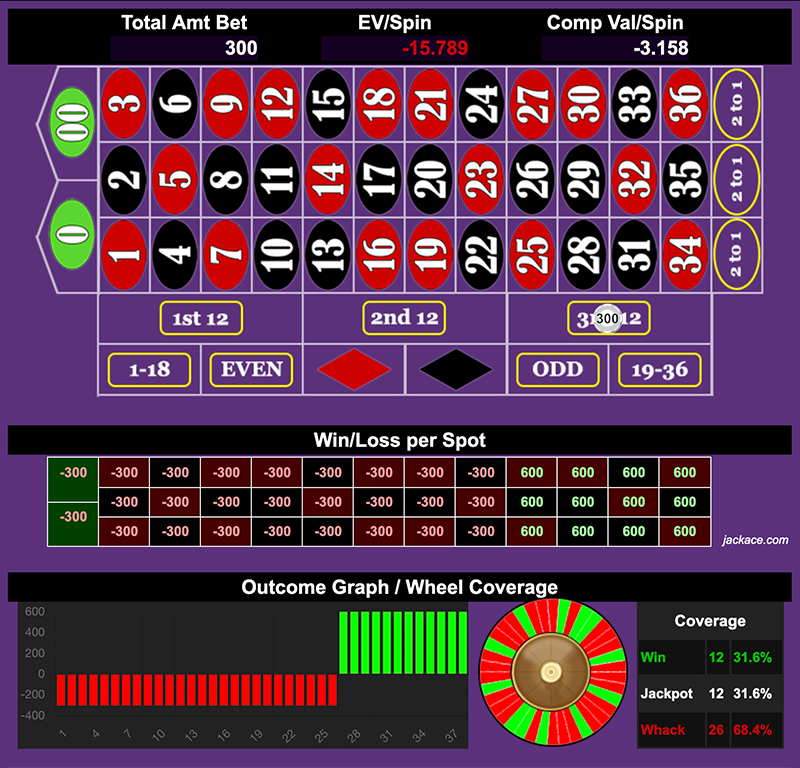 Total Amt Bet EV/Spin Comp Val/Spin
300 -15.789 -3.158
00 3 6 9 12 15 18 21 24 27 30 33 36 2 to 1
2 5 8 11 14 17 20 23 26 29 32 35 2 to 1
0 1 4 7 10 13 16 19 22 25 28 31 34 2 to 1
1st 12 2nd 12 3 300 12
1-18 EVEN ODD 19-36
Win/Loss per Spot
-300 -300 -300 -300 -300 -300 -300 -300 -300 600 600 600 600
-300 -300 -300 -300 -300 -300 -300 -300 600 600 600 600
-300 -300 -300 -300 -300 -300 -300 -300 -300 600 600 600 600
jackace.com
Outcome Graph / Wheel Coverage
600
400
200
0
-200
-400
1 4 7 10 13 16 19 22 25 28 31 34 37
Coverage
Win 12 31.6%
Jackpot 12 31.6%
Whack 26 68.4%